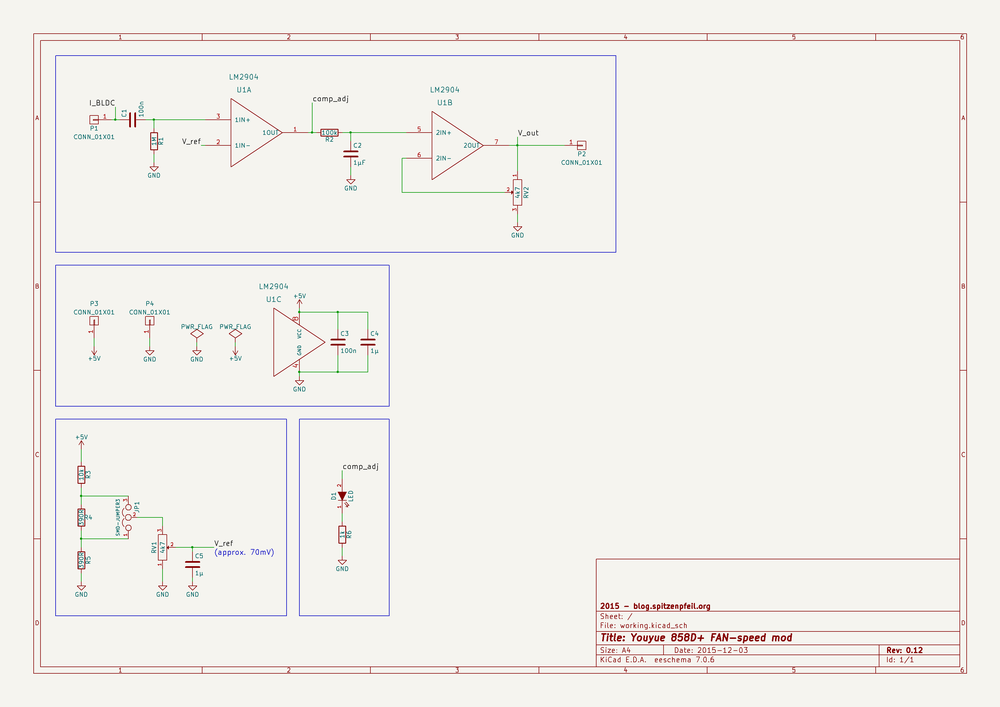 1 2 3 4 5 6
A A
B B
C C
D D
1 2 3 4 5 6
LM2904
U1A
I_BLDC
1
P1
CONN_01X01
C1
100n
1M
R1
GND
3
1IN+
V_ref
2
1IN-
1OUT
1
comp_adj
100k
R2
C2
1µF
GND
LM2904
U1B
5
2IN+
6
2IN-
2OUT
7
V_out
1
P2
CONN_01X01
1
2
3
4k7
RV2
GND
P3
CONN_01X01
1
+5V
P4
CONN_01X01
1
GND
PWR_FLAG
GND
PWR_FLAG
+5V
LM2904
U1C
+5V
8
VCC
GND
4
GND
C3
100n
C4
1µ
+5V
10k
R3
390R
R4
390R
R5
GND
SMD-JUMPER3
JP1
3
2
1
3
2
1
4k7
RV1
GND
V_ref
(approx. 70mV)
C5
1µ
GND
comp_adj
2
D1
LED
1
1k
R6
GND
2015 - blog.spitzenpfeil.org
Sheet: /
File: working.kicad_sch
Title: Youyue 858D+ FAN-speed mod
Size: A4
Date: 2015-12-03
Rev: 0.12
KiCad E.D.A. eeschema 7.0.6
Id: 1/1